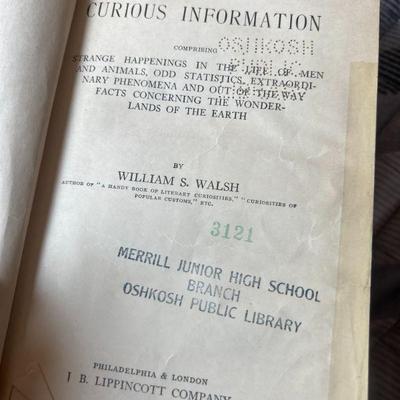 CURIOUS INFORMATION
COMPRISING
OSHKOSH
PUBLIC
STRANGE HAPPENINGS IN THE LIFE OF MEN
AND ANIMALS, ODD STATISTICS, EXTRAORDI-
NARY PHENOMENA AND OUT OF THE WAY
FACTS CONCERNING THE WONDER-
LANDS OF THE EARTH
BY
WILLIAM S. WALSH
AUTHOR OF "A HANDY BOOK OF LITERARY CURIOSITIES," "CURIOSITIES OF
POPULAR CUSTOMS," ETC.
3121
MERRILL JUNIOR HIGH SCHOOL
BRANCH
OSHKOSH PUBLIC LIBRARY
PHILADELPHIA & LONDON
J B. LIPPINCOTT COMPANY